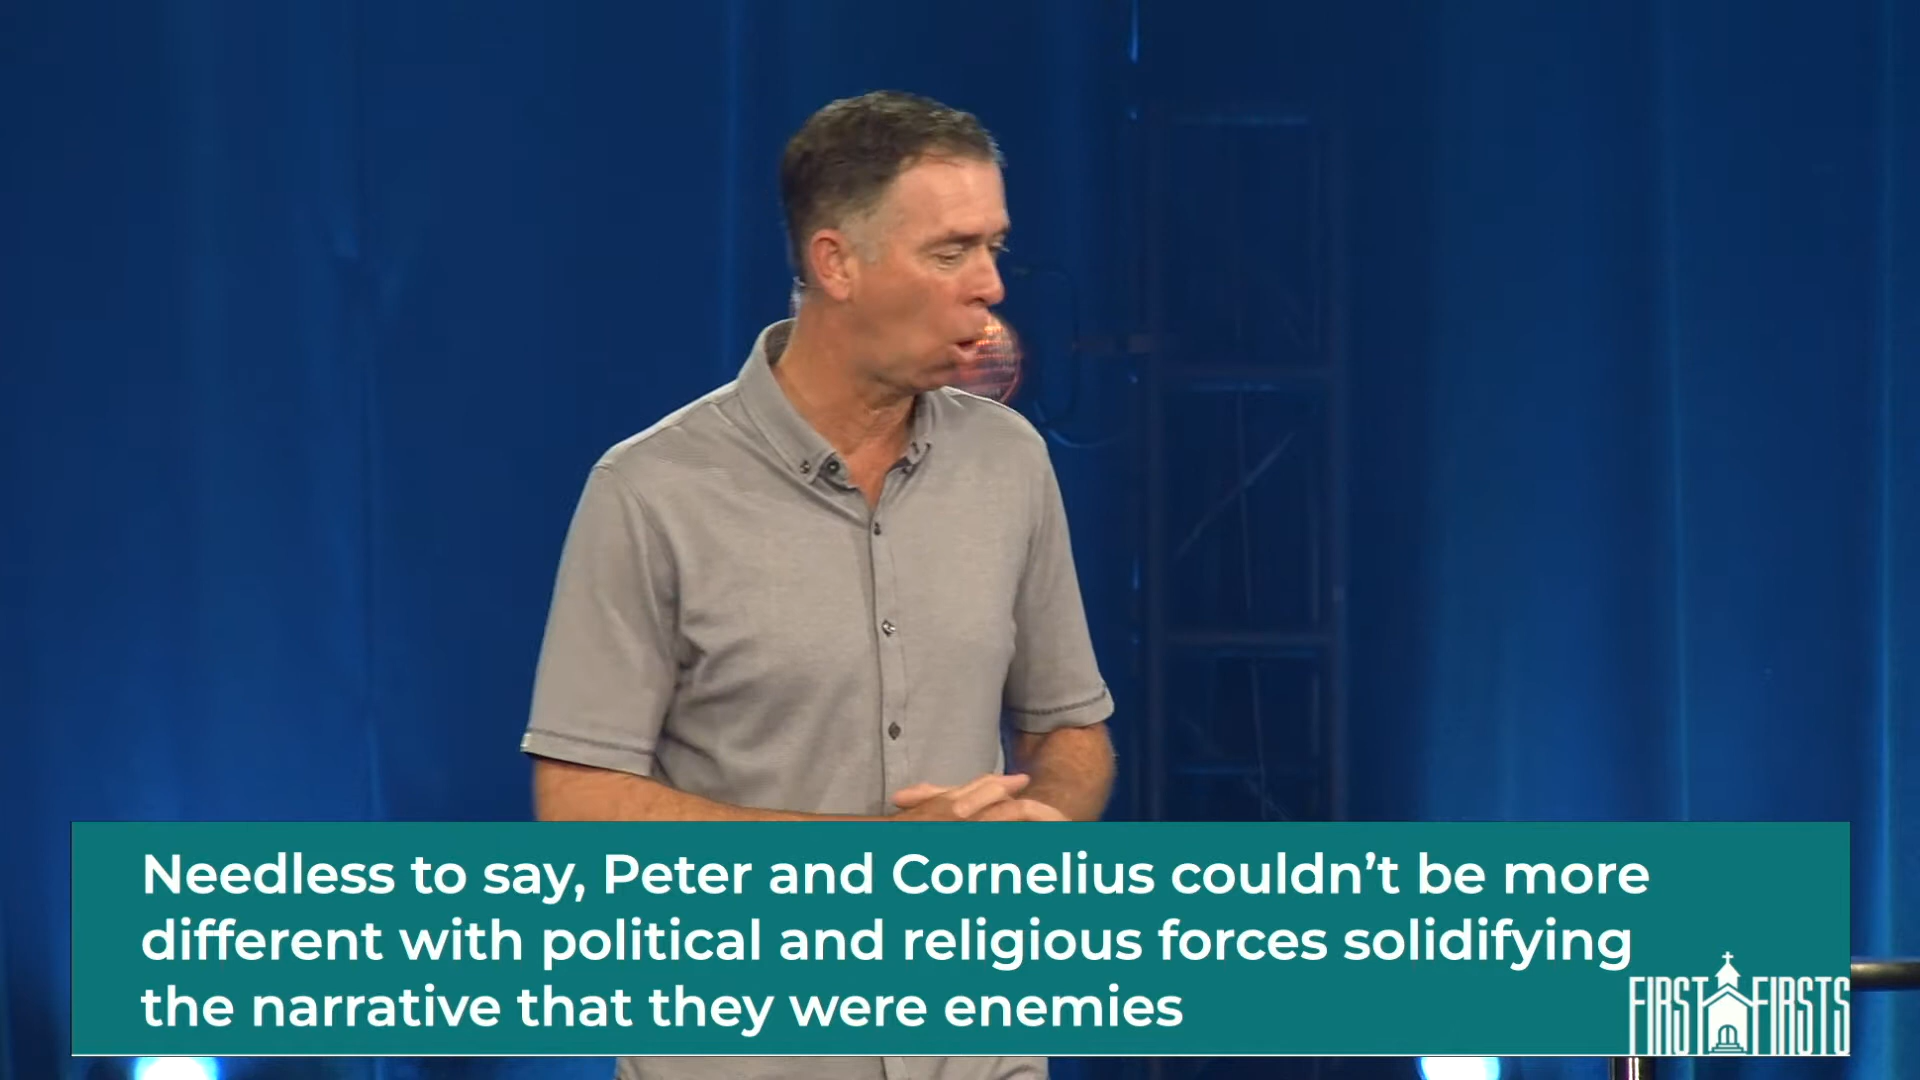 Needless to say, Peter and Cornelius couldn’t be more
different with political and religious forces solidifying
the narrative that they were enemies
FIRST FIRSTS